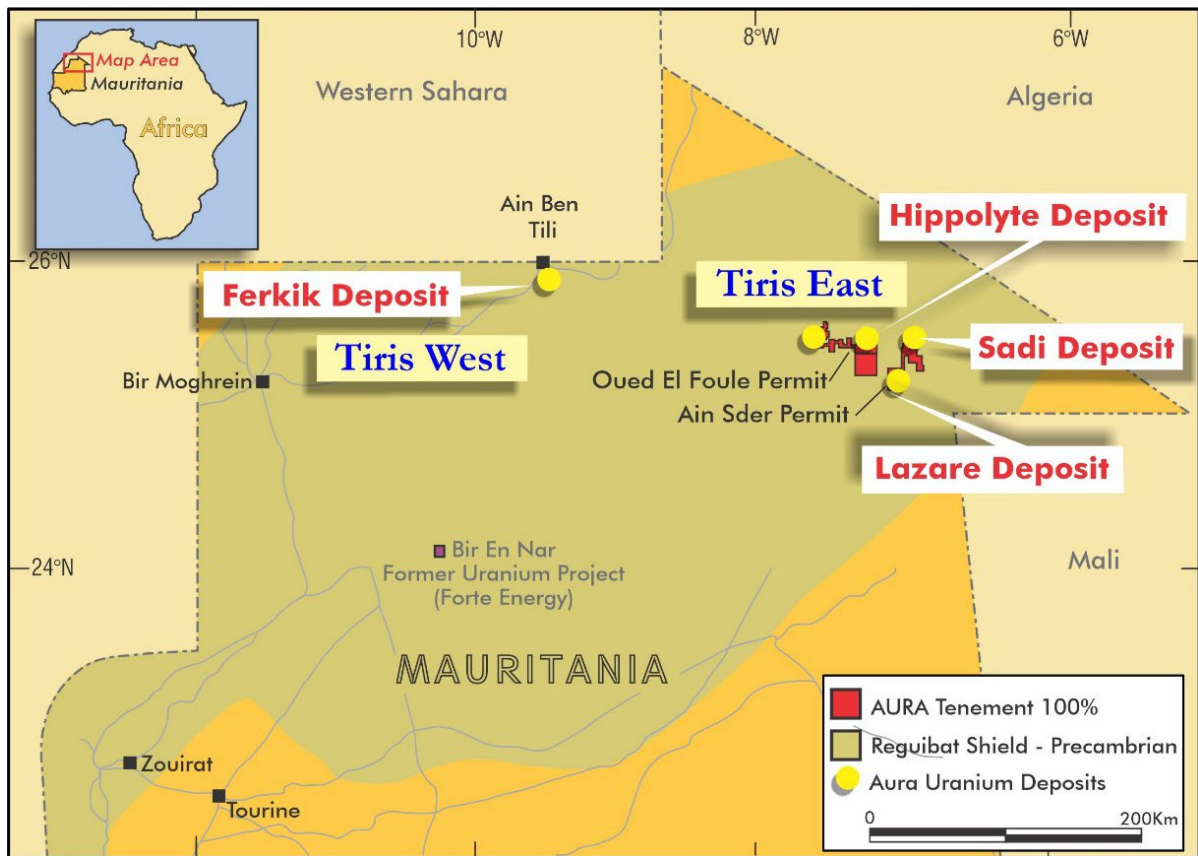 10°W
8°W
6°W
Map Area
Mauritania
Africa
Western Sahara
Algeria
Ain Ben
Tili
Hippolyte Deposit
26°N
Ferkik Deposit
Tiris East
Tiris West
Sadi Deposit
Bir Moghrein
Oued El Foule Permit
Ain Sder Permit
Lazare Deposit
24°N
Bir En Nar
Former Uranium Project
(Forte Energy)
Mali
MAURITANIA
Zouirat
Tourine
AURA Tenement 100%
Reguibat Shield - Precambrian
Aura Uranium Deposits
0
200Km